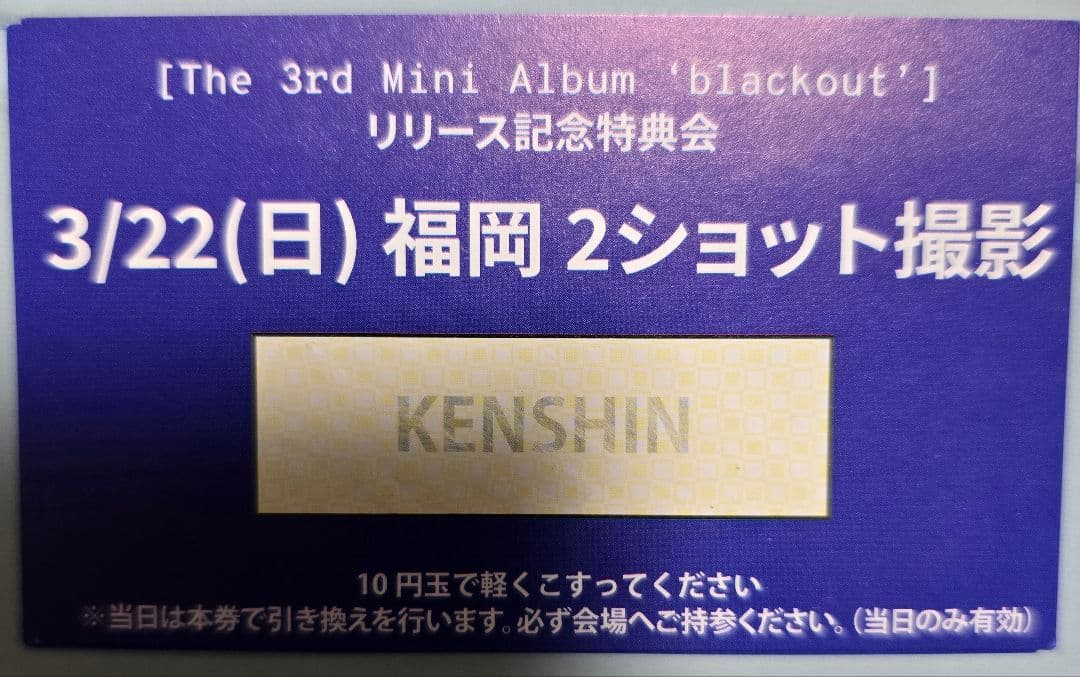 [The 3rd Mini Album ‘blackout’]
リリース記念特典会
3/22(日) 福岡 2ショット撮影
KENSHIN
10円玉で軽くこすってください
※当日は本券で引き換えを行います。必ず会場へご持参ください。(当日のみ有効)